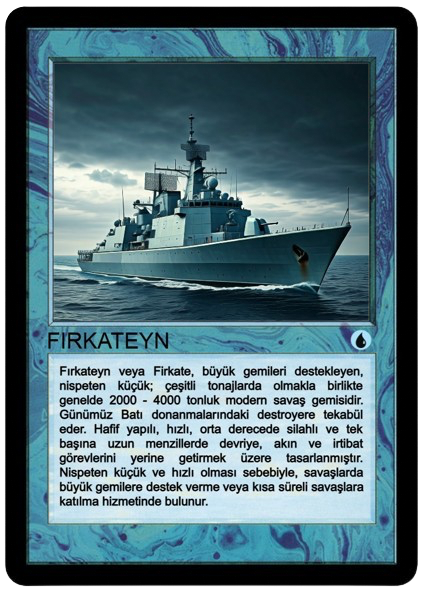 FIRKATEYN
Fırkateyn veya Firkate, büyük gemileri destekleyen,
nispeten küçük; çeşitli tonajlarda olmakla birlikte
genelde 2000 - 4000 tonluk modern savaş gemisidir.
Günümüz Batı donanmalarındaki destroyere tekabül
eder. Hafif yapılı, hızlı, orta derecede silahlı ve tek
başına uzun menzillerde devriye, akın ve irtibat
görevlerini yerine getirmek üzere tasarlanmıştır.
Nispeten küçük ve hızlı olması sebebiyle, savaşlarda
büyük gemilere destek verme veya kısa süreli savaşlara
katılma hizmetinde bulunur.